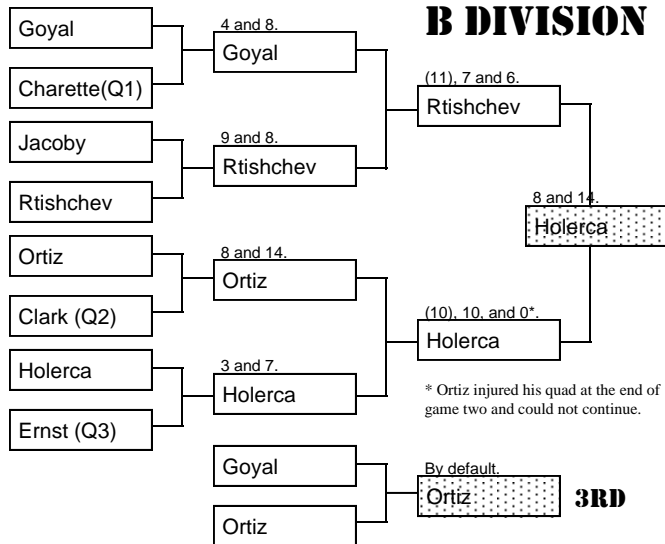 B DIVISION
Goyal
Charette(Q1)
Jacoby
Rtishchev
Ortiz
Clark (Q2)
Holerca
Ernst (Q3)
4 and 8.
Goyal
9 and 8.
Rtishchev
8 and 14.
Ortiz
3 and 7.
Holerca
(11), 7 and 6.
Rtishchev
(10), 10, and 0*.
Holerca
8 and 14.
Holerca
* Ortiz injured his quad at the end of
game two and could not continue.
Goyal
Ortiz
By default.
Ortiz
3RD